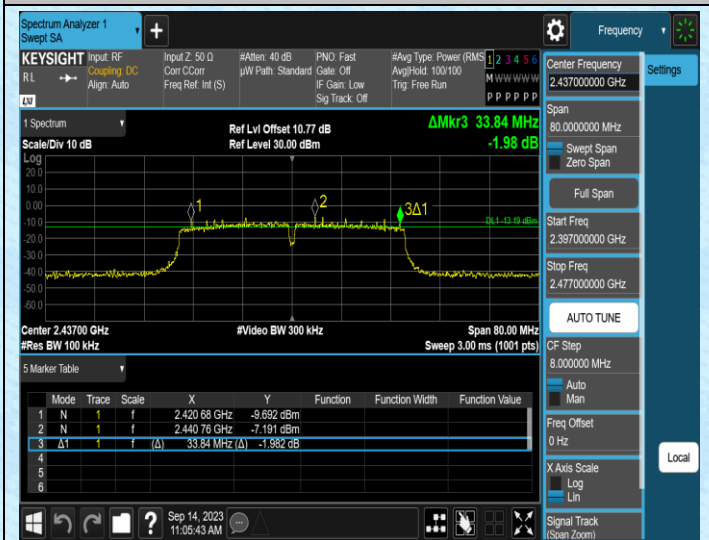 Spectrum Analyzer 1
Swept SA
Frequency
KEYSIGHT
Input: RF
Coupling: DC
Align: Auto
Input Z: 50 Ω
Corr CCorr
Freq Ref: Int (S)
#Atten: 40 dB
µW Path: Standard
PNO: Fast
Gate: Off
IF Gain: Low
Sig Track: Off
#Avg Type: Power (RMS
Avg|Hold: 100/100
Trig: Free Run
1 2 3 4 5 6
M W W W W W
P P P P P P
R L
LXI
Center Frequency
2.437000000 GHz
Settings
Span
80.0000000 MHz
Swept Span
Zero Span
Full Span
Start Freq
2.397000000 GHz
Stop Freq
2.477000000 GHz
AUTO TUNE
CF Step
8.000000 MHz
Auto
Man
Freq Offset
0 Hz
X Axis Scale
Log
Lin
Signal Track
(Span Zoom)
Local
1 Spectrum
Scale/Div 10 dB
Log
Ref Lvl Offset 10.77 dB
Ref Level 30.00 dBm
ΔMkr3 33.84 MHz
-1.98 dB
20.0
10.0
0.00
-10.0
-20.0
-30.0
-40.0
-50.0
-60.0
1
2
3Δ1
DL1 -13.19 dBm
Center 2.43700 GHz
#Video BW 300 kHz
Span 80.00 MHz
#Res BW 100 kHz
Sweep 3.00 ms (1001 pts)
5 Marker Table
Mode Trace Scale X Y Function Function Width Function Value
1 N 1 f 2.420 68 GHz -9.692 dBm
2 N 1 f 2.440 76 GHz -7.191 dBm
3 Δ1 1 f (Δ) 33.84 MHz (Δ) -1.982 dB
4
5
6
?
Sep 14, 2023
11:05:43 AM